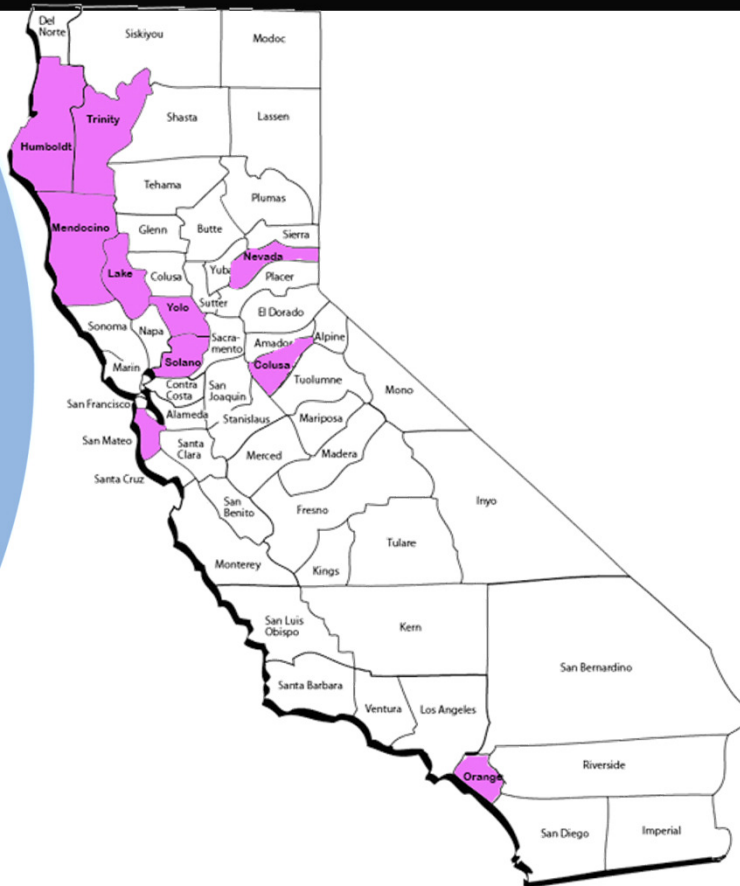 Del
Norte
Siskiyou
Modoc
Trinity
Shasta
Lassen
Humboldt
Tehama
Plumas
Mendocino
Glenn
Butte
Sierra
Nevada
Lake
Colusa
Yuba
Placer
Yolo
Sutter
El Dorado
Sonoma
Napa
Sacra-
mento
Amador
Alpine
Marin
Solano
Colusa
Tuolumne
Contra
Costa
San
Joaquin
Mono
San Francisco
Alameda
Stanislaus
Mariposa
San Mateo
Santa
Clara
Merced
Madera
Santa Cruz
San
Benito
Fresno
Inyo
Tulare
Monterey
Kings
San Luis
Obispo
Kern
San Bernardino
Santa Barbara
Ventura
Los Angeles
Orange
Riverside
San Diego
Imperial